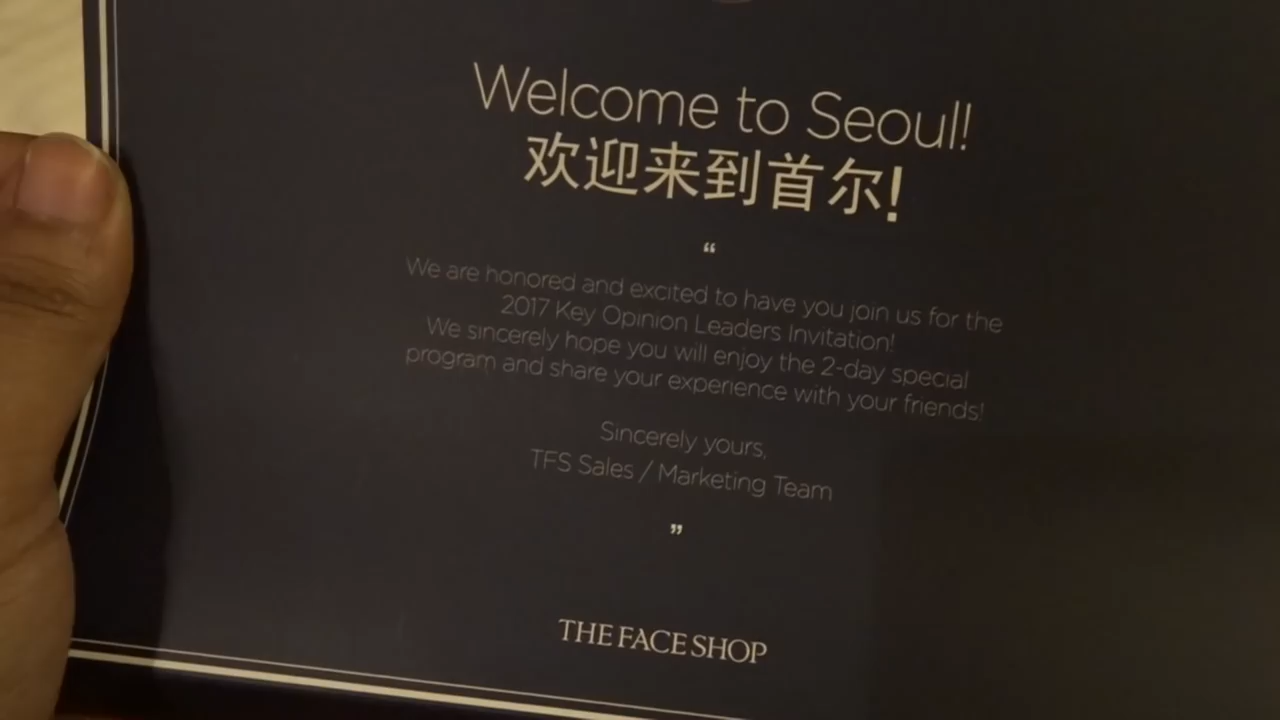 Welcome to Seoul!
欢迎来到首尔!
“
We are honored and excited to have you join us for the
2017 Key Opinion Leaders Invitation!
We sincerely hope you will enjoy the 2-day special
program and share your experience with your friends!
Sincerely yours,
TFS Sales / Marketing Team
”
THE FACE SHOP